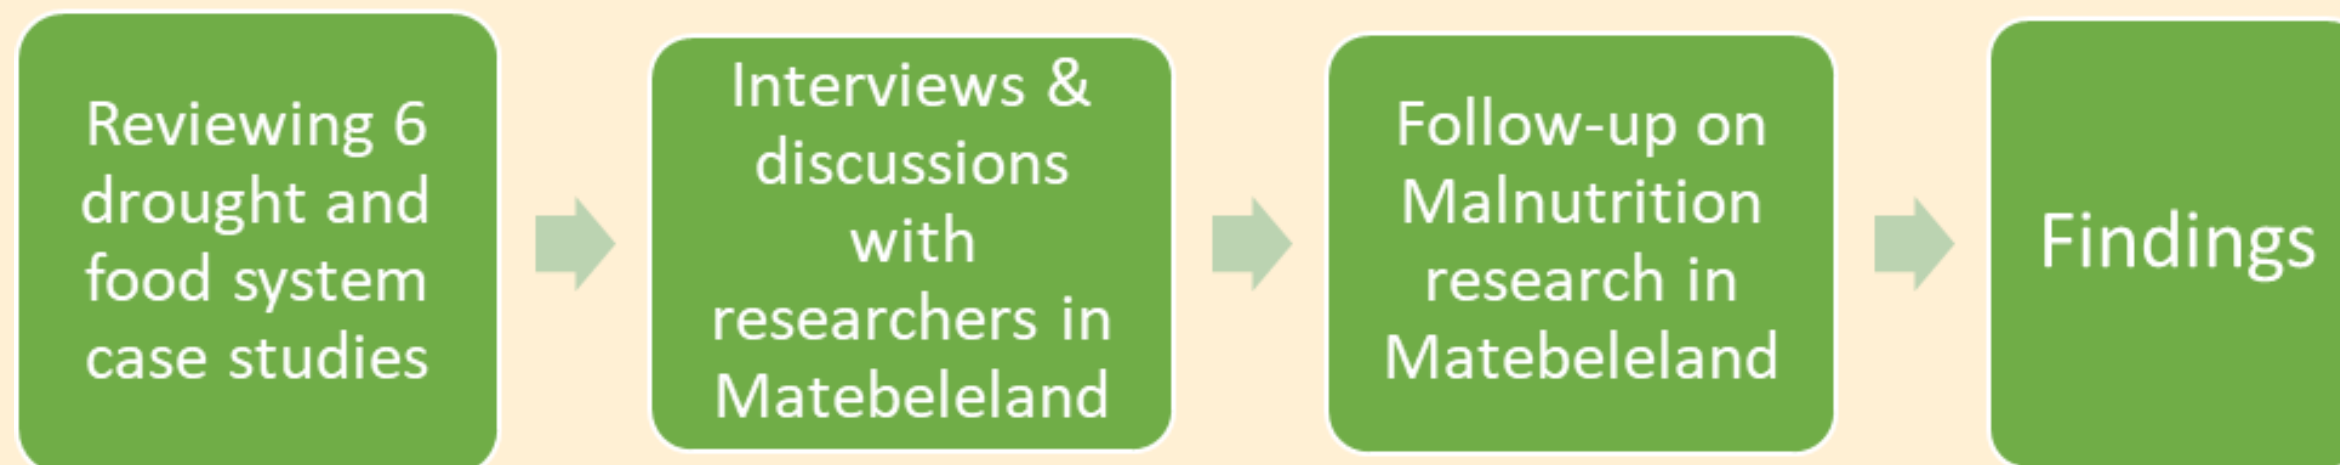 Reviewing 6
drought and
food system
case studies
Interviews &
discussions
with
researchers in
Matebeleland
Follow-up on
Malnutrition
research in
Matebeleland
Findings